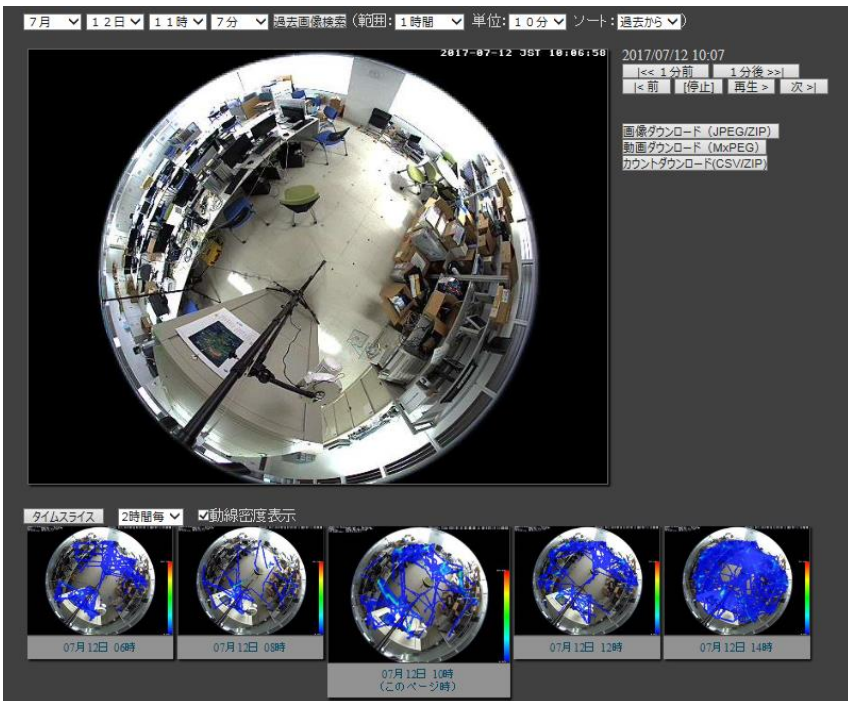 7月 12日 11時 7分 過去画像検索 (範囲: 1時間 単位: 10分 ソート: 過去から )
2017-07-12 JST 10:06:58
2017/07/12 10:07
|<< 1分前 1分後 >>|
|< 前 [停止] 再生 > 次 >|
画像ダウンロード (JPEG/ZIP)
動画ダウンロード (MxPEG)
カウントダウンロード(CSV/ZIP)
タイムスライス 2時間毎 動線密度表示
07月12日 06時
07月12日 08時
07月12日 10時
(このページ時)
07月12日 12時
07月12日 14時